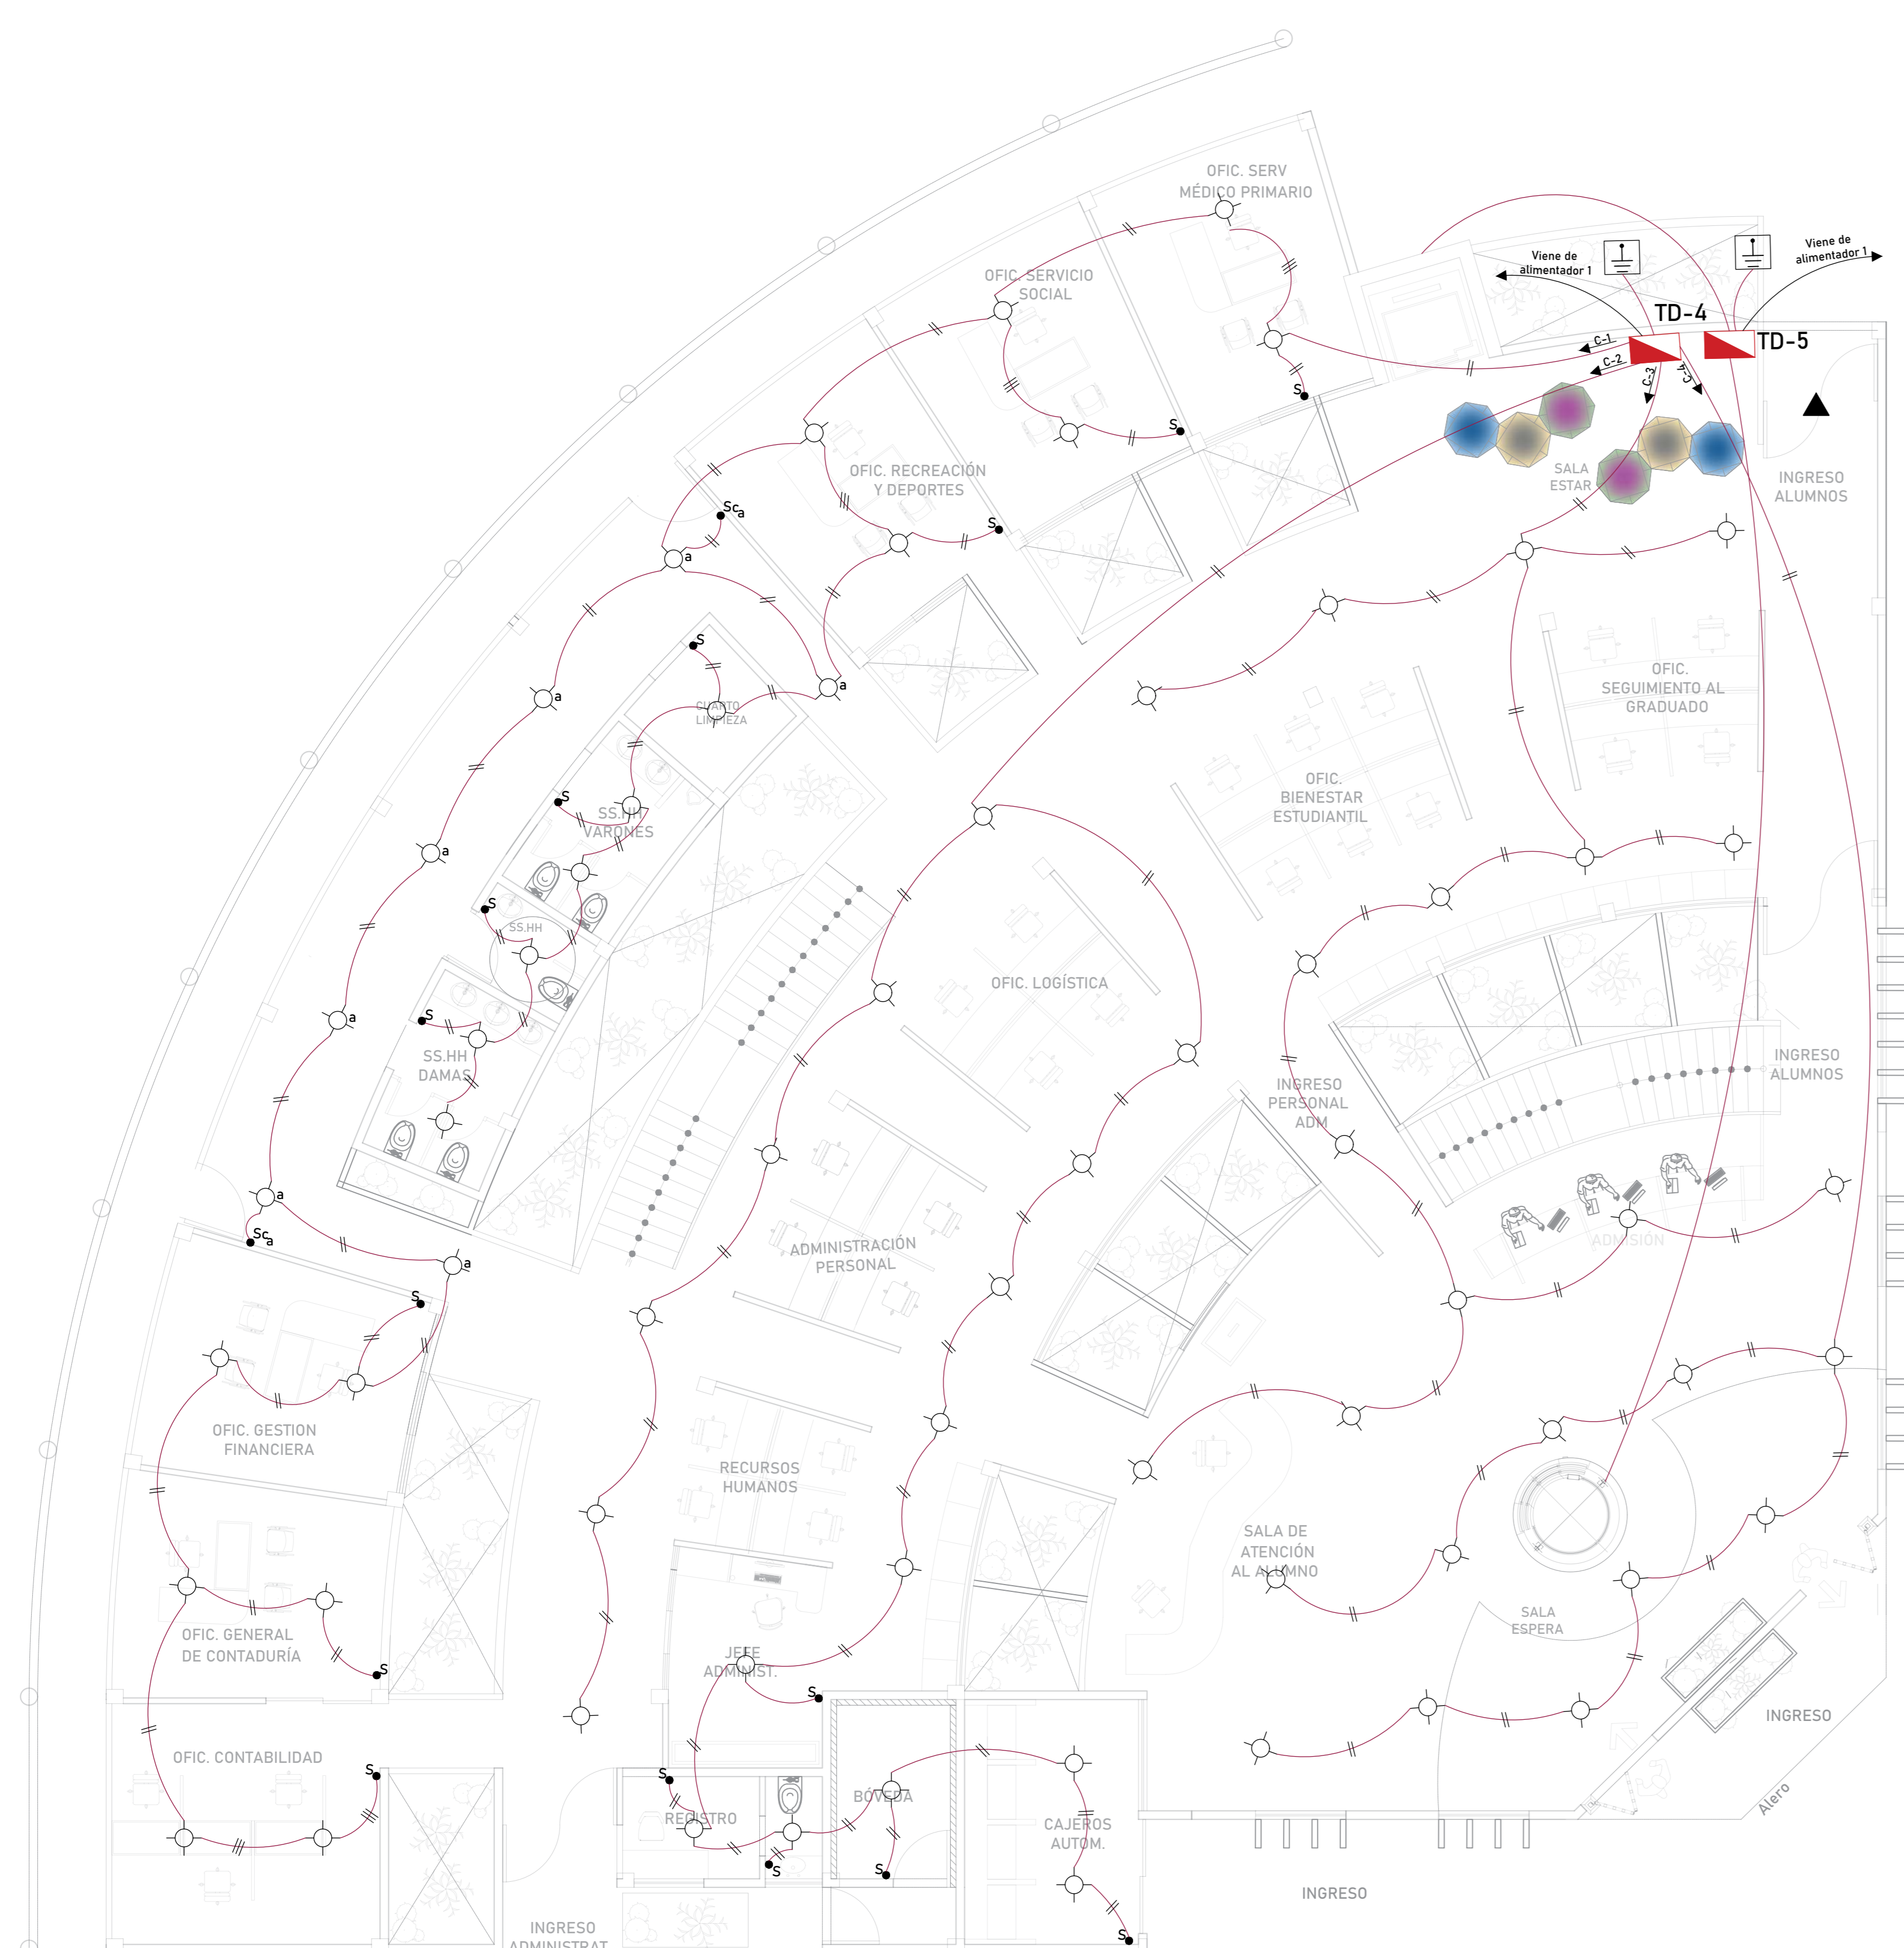 OFIC. SERV
MÉDICO PRIMARIO
OFIC. SERVICIO
SOCIAL
Viene de
alimentador 1
Viene de
alimentador 1
TD-4
TD-5
C-1
C-2
C-3
C-4
S
S
SALA
ESTAR
INGRESO
ALUMNOS
OFIC. RECREACIÓN
Y DEPORTES
S
Sca
a
S
a
a
CUARTO
LIMPIEZA
OFIC.
SEGUIMIENTO AL
GRADUADO
OFIC.
BIENESTAR
ESTUDIANTIL
S
SS.HH
VARONES
a
S
SS.HH
OFIC. LOGÍSTICA
a
S
SS.HH
DAMAS
INGRESO
PERSONAL
ADM
INGRESO
ALUMNOS
a
Sca
a
ADMINISTRACIÓN
PERSONAL
ADMISIÓN
S
OFIC. GESTION
FINANCIERA
RECURSOS
HUMANOS
SALA DE
ATENCIÓN
AL ALUMNO
SALA
ESPERA
OFIC. GENERAL
DE CONTADURÍA
S
JEFE
ADMINIST.
S
INGRESO
OFIC. CONTABILIDAD
S
S
REGISTRO
BÓVEDA
CAJEROS
AUTOM.
Alero
S
S
INGRESO
INGRESO
ADMINISTRAT.
S